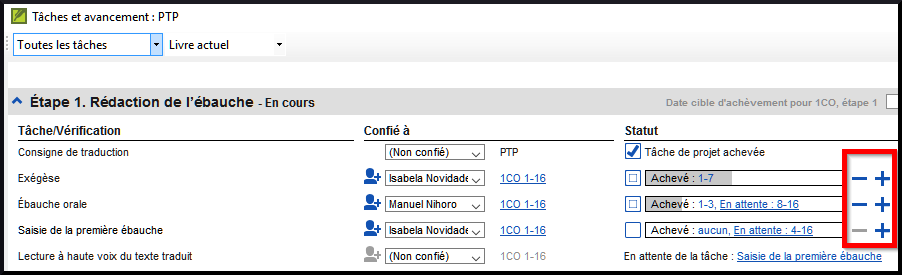 Tâches et avancement : PTP
Toutes les tâches Livre actuel
Étape 1. Rédaction de l'ébauche - En cours Date cible d'achèvement pour 1CO, étape 1
Tâche/Vérification Confié à Statut
Consigne de traduction (Non confié) PTP Tâche de projet achevée
Exégèse Isabela Novidade 1CO 1-16 Achevé : 1-7
Ébauche orale Manuel Nihoro 1CO 1-16 Achevé : 1-3, En attente : 8-16
Saisie de la première ébauche Isabela Novidade 1CO 1-16 Achevé : aucun, En attente : 4-16
Lecture à haute voix du texte traduit (Non confié) 1CO 1-16 En attente de la tâche : Saisie de la première ébauche